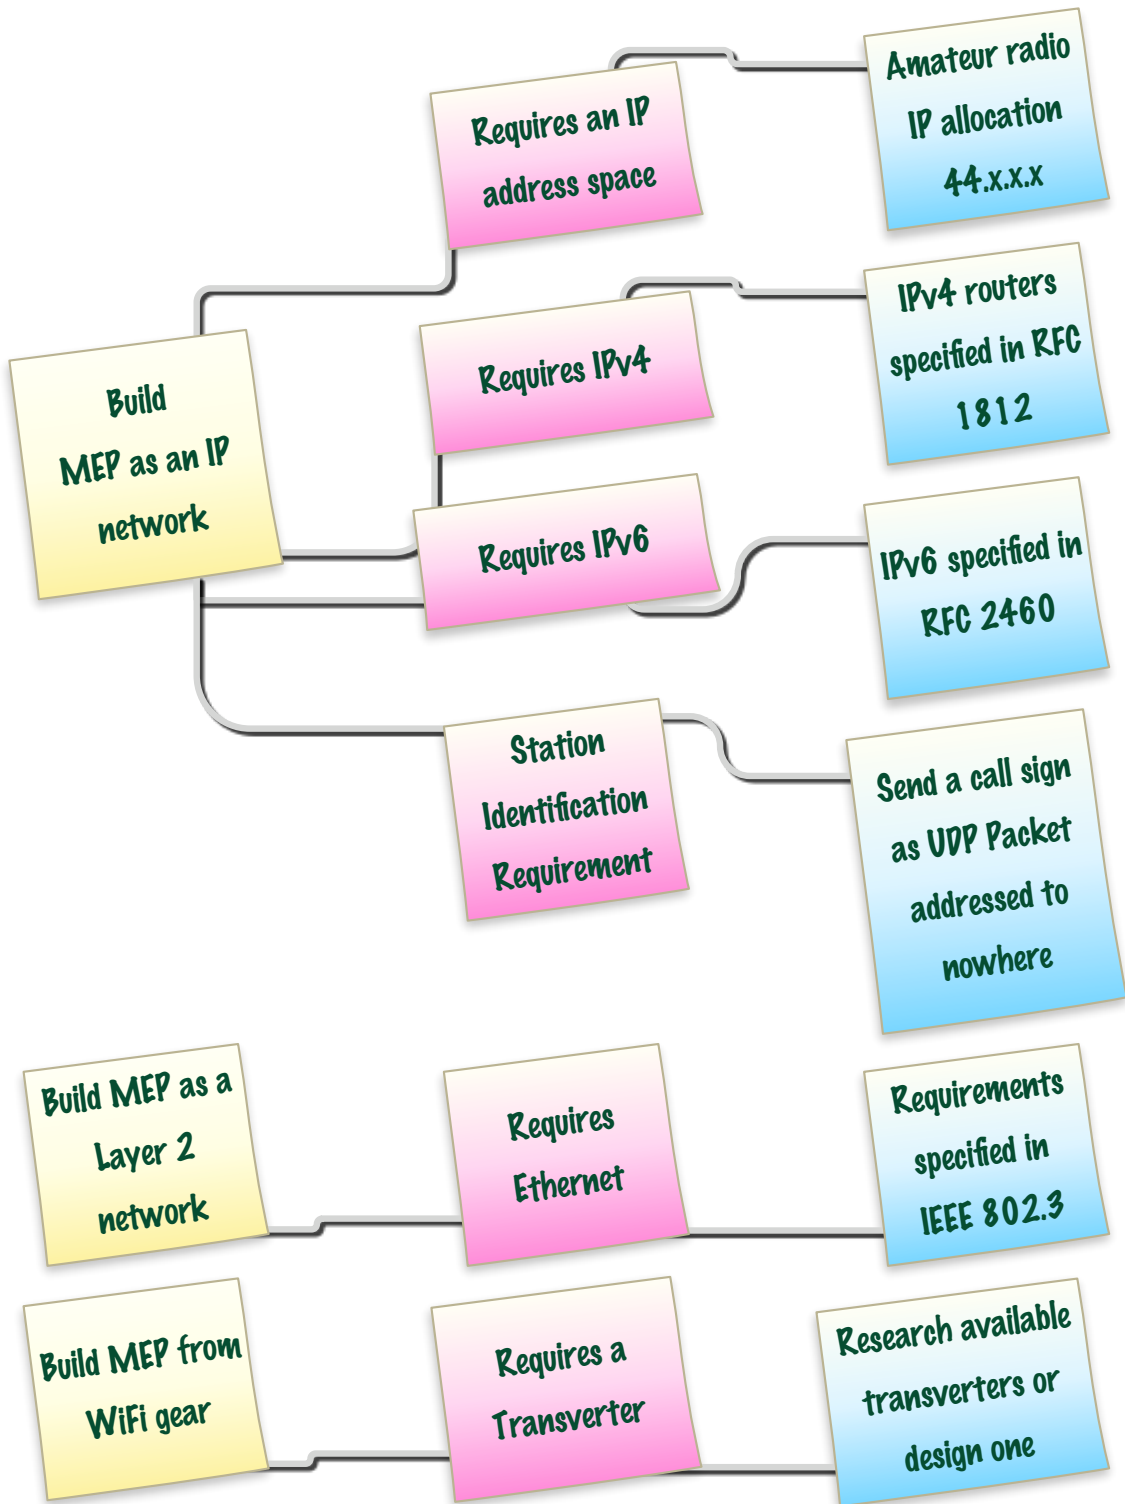 Requires an IP
address space
Amateur radio
IP allocation
44.x.x.x
Requires IPv4
IPv4 routers
specified in RFC
1812
Build
MEP as an IP
network
Requires IPv6
IPv6 specified in
RFC 2460
Station
Identification
Requirement
Send a call sign
as UDP Packet
addressed to
nowhere
Build MEP as a
Layer 2
network
Requires
Ethernet
Requirements
specified in
IEEE 802.3
Build MEP from
WiFi gear
Requires a
Transverter
Research available
transverters or
design one